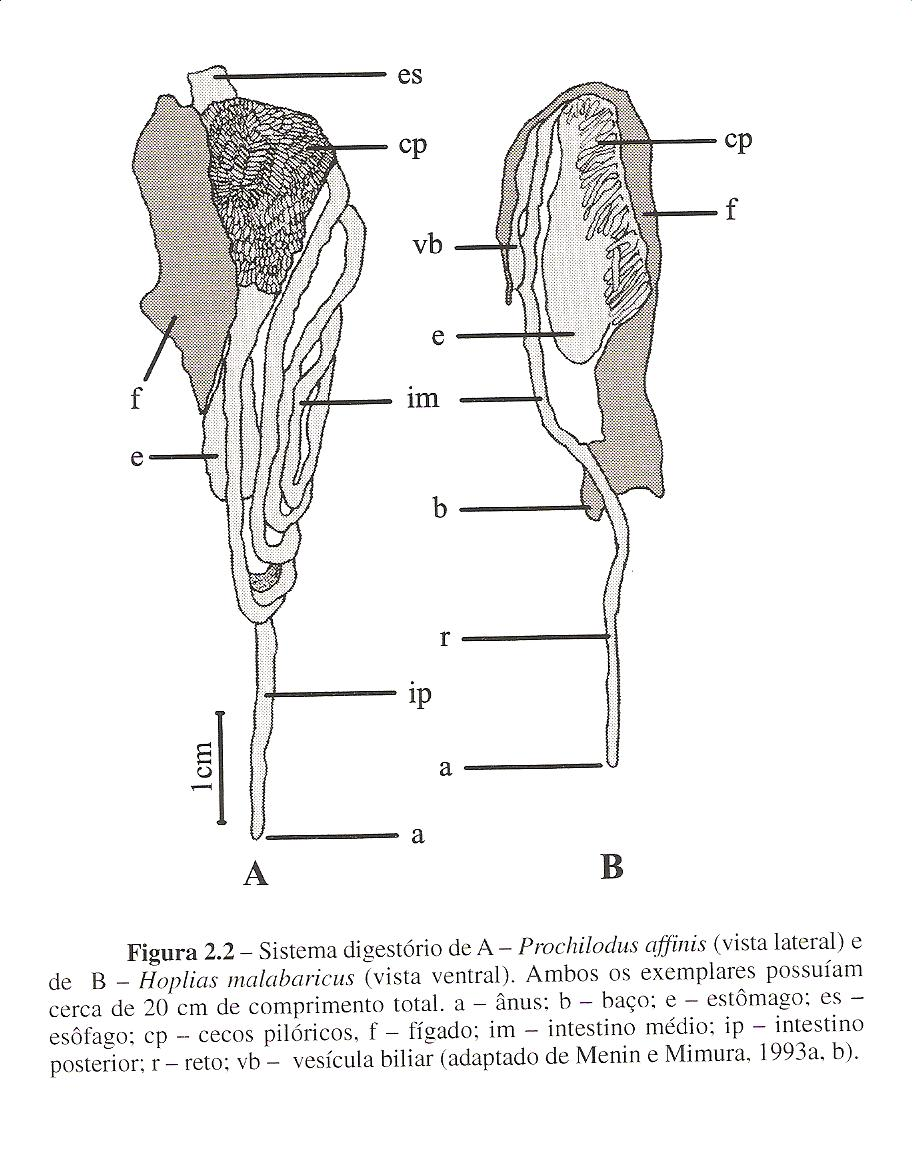 es
cp
cp
f
vb
e
f
im
e
b
r
ip
1cm
a
a
A
B
Figura 2.2 – Sistema digestório de A – Prochilodus affinis (vista lateral) e
de B – Hoplias malabaricus (vista ventral). Ambos os exemplares possuíam
cerca de 20 cm de comprimento total. a – ânus; b – baço; e – estômago; es –
esôfago; cp – cecos pilóricos, f – fígado; im – intestino médio; ip – intestino
posterior; r – reto; vb – vesícula biliar (adaptado de Menin e Mimura, 1993a, b).